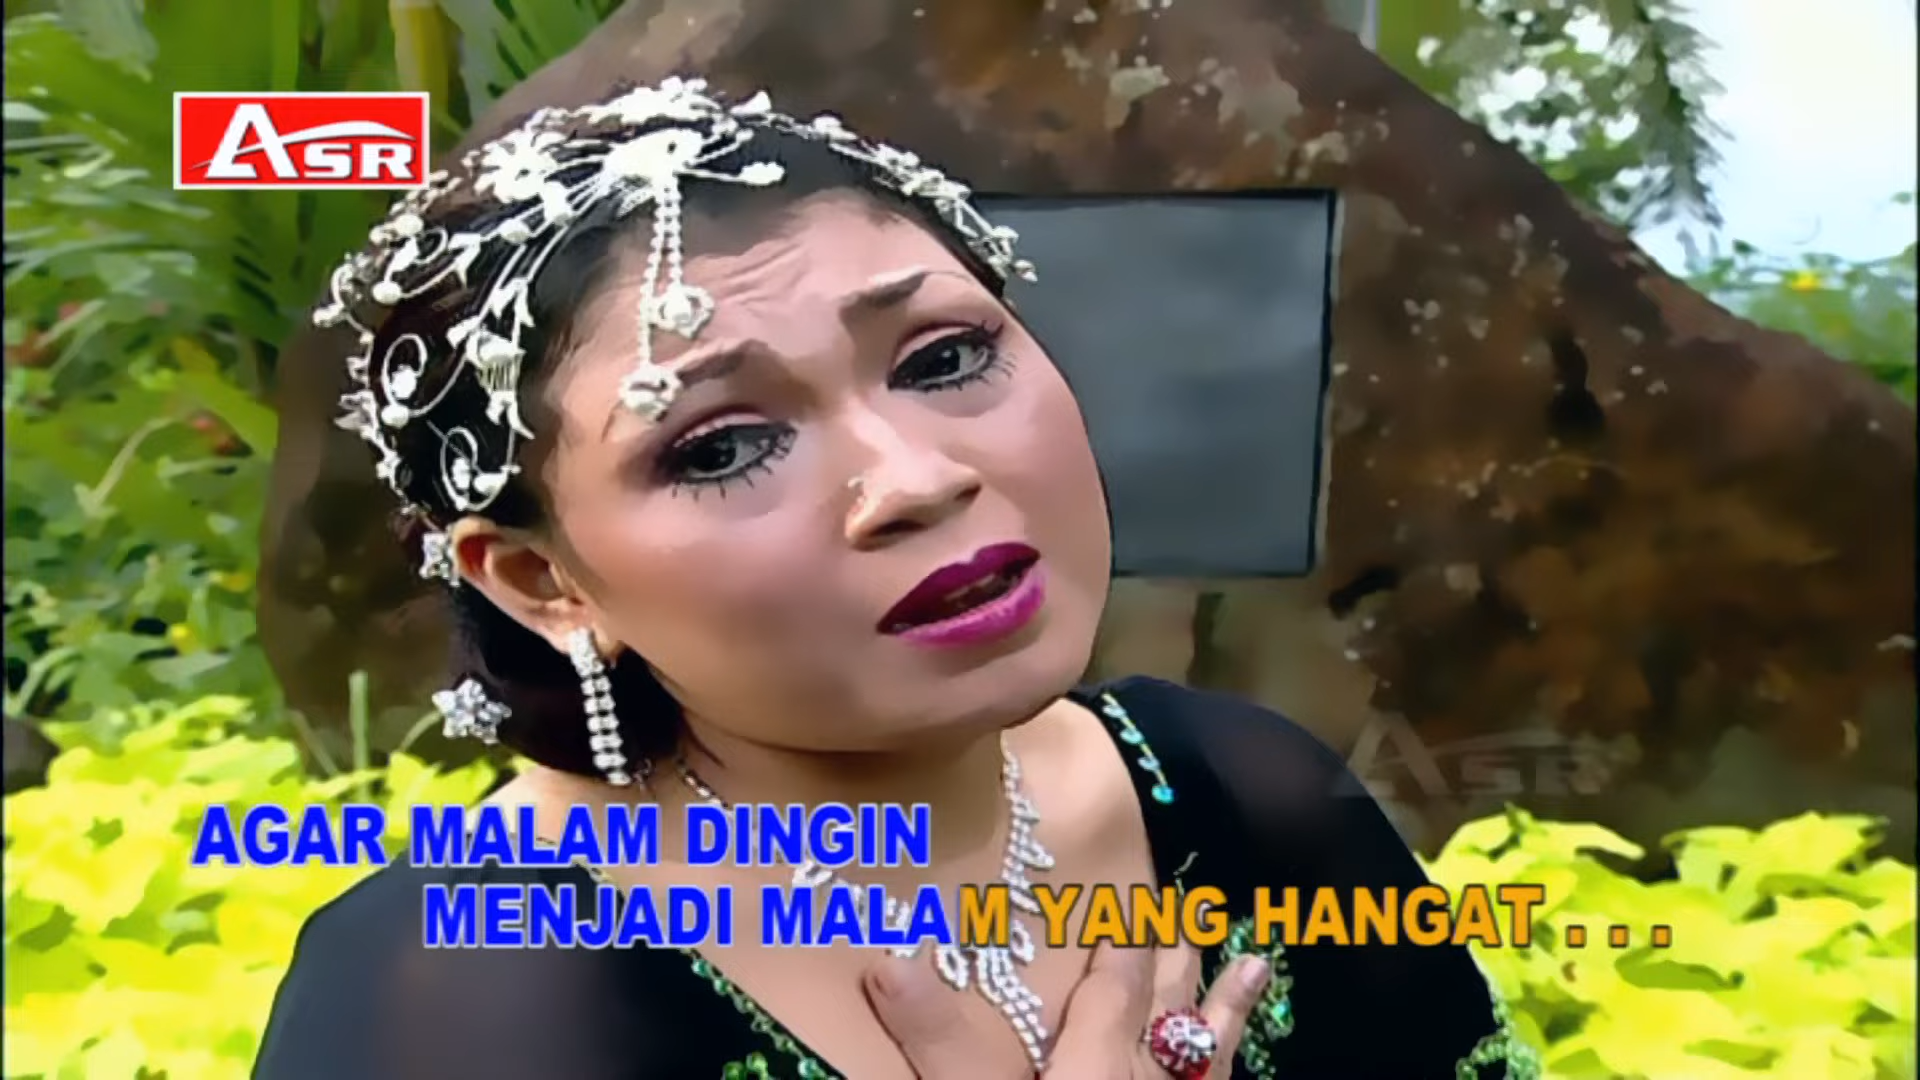 ASR
AGAR MALAM DINGIN
MENJADI MALAM YANG HANGAT . . .
ASR